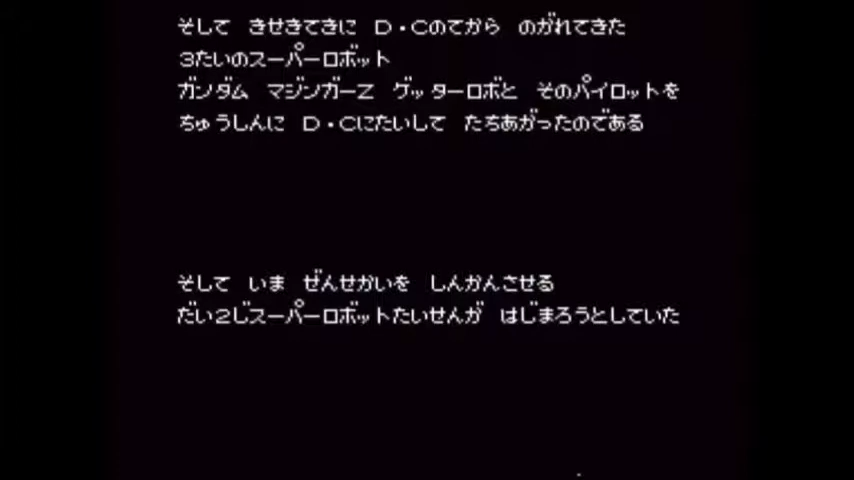 そして きせきてきに D・Cのてから のがれてきた
3たいのスーパーロボット
ガンダム マジンガーZ ゲッターロボと そのパイロットを
ちゅうしんに D・Cにたいして たちあがったのである
そして いま ぜんせかいを しんかんさせる
だい2じスーパーロボットたいせんが はじまろうとしていた